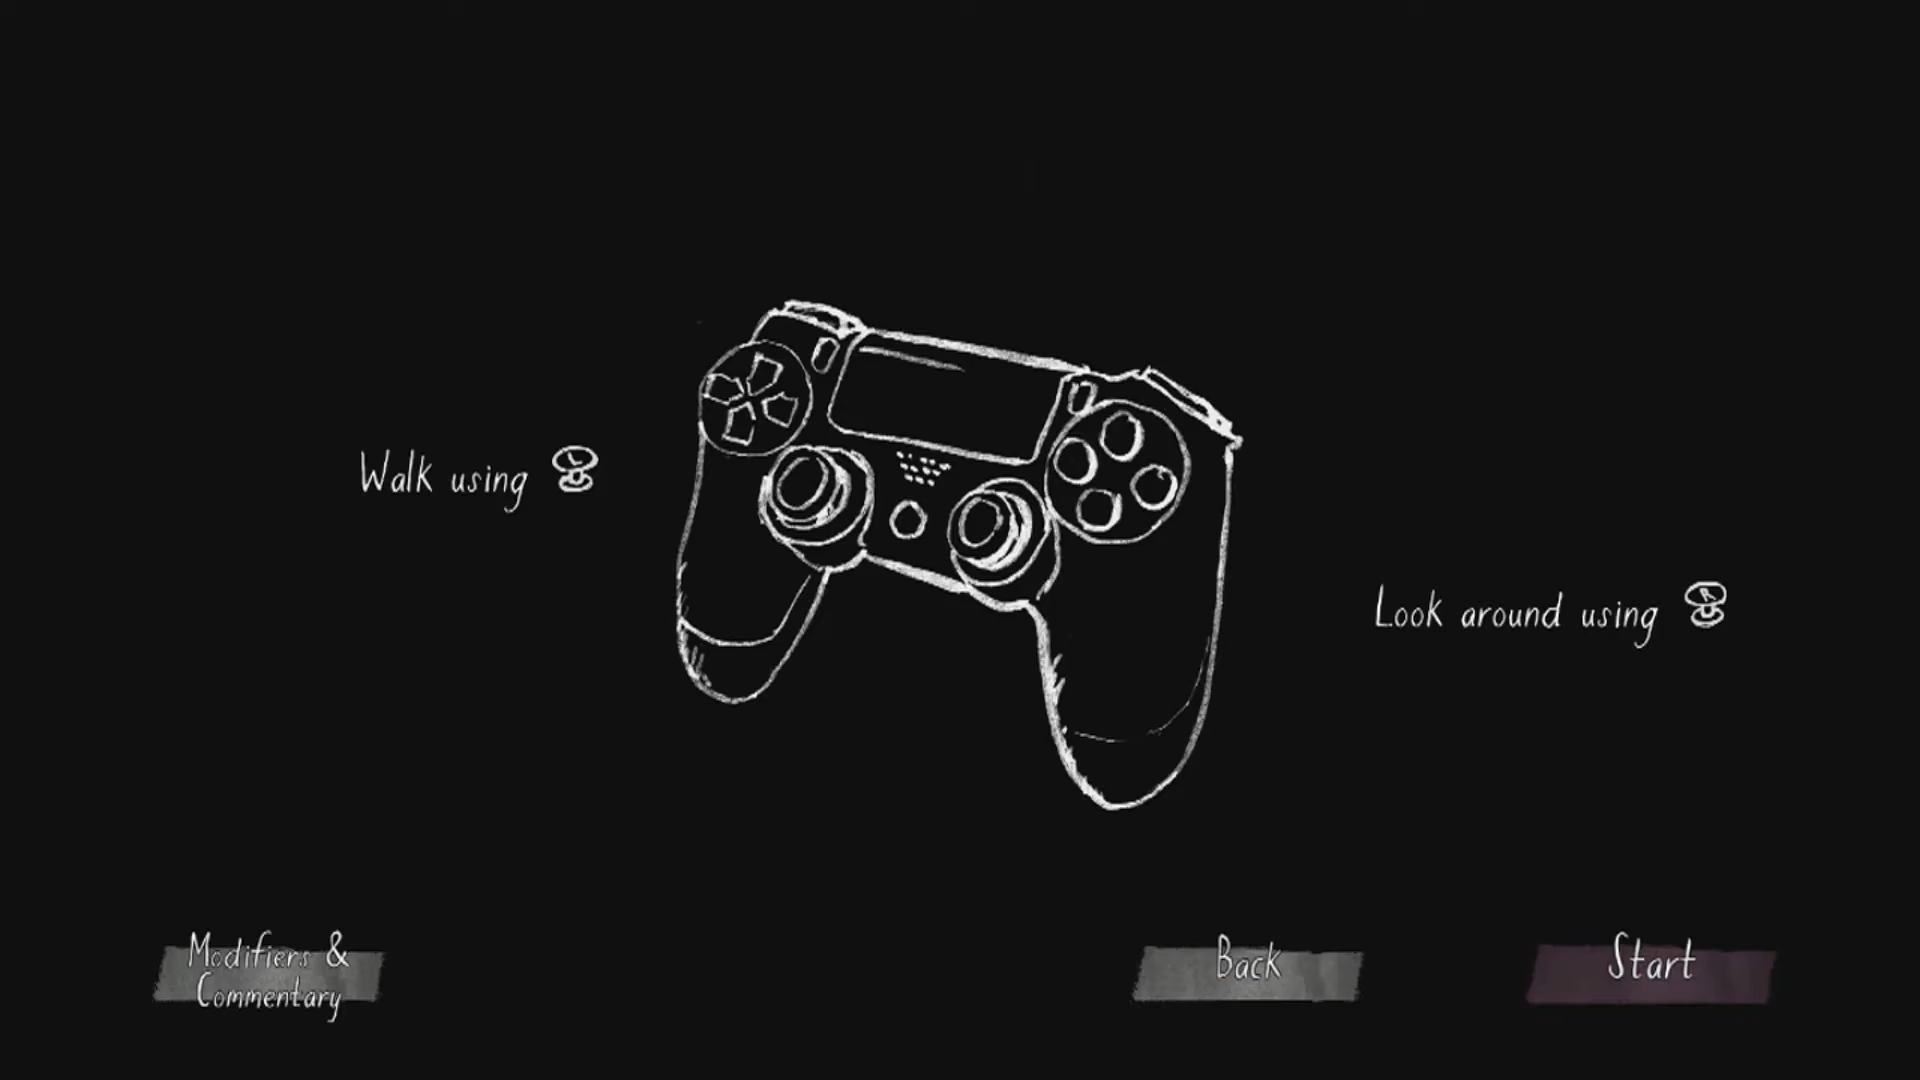 Walk using L
Look around using R
Modifiers &
Commentary
Back
Start